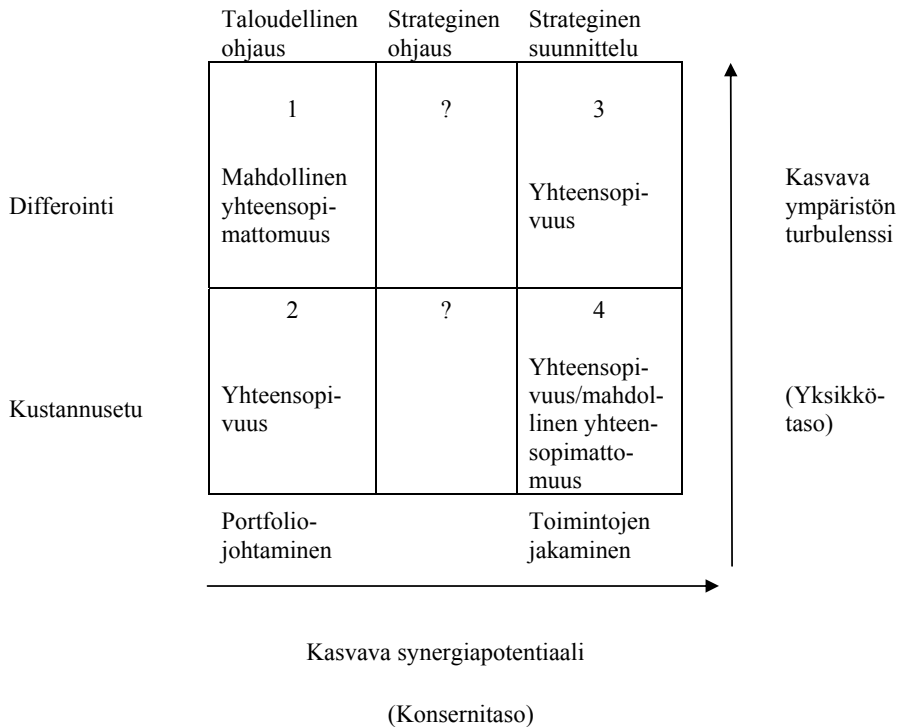 Taloudellinen
ohjaus
Strateginen
ohjaus
Strateginen
suunnittelu
1
?
3
Differointi
Mahdollinen
yhteensopi-
mattomuus
Yhteensopi-
vuus
Kasvava
ympäristön
turbulenssi
2
?
4
Kustannusetu
Yhteensopi-
vuus
Yhteensopi-
vuus/mahdol-
linen yhteen-
sopimatto-
muus
(Yksikkö-
taso)
Portfolio-
johtaminen
Toimintojen
jakaminen
Kasvava synergiapotentiaali
(Konsernitaso)